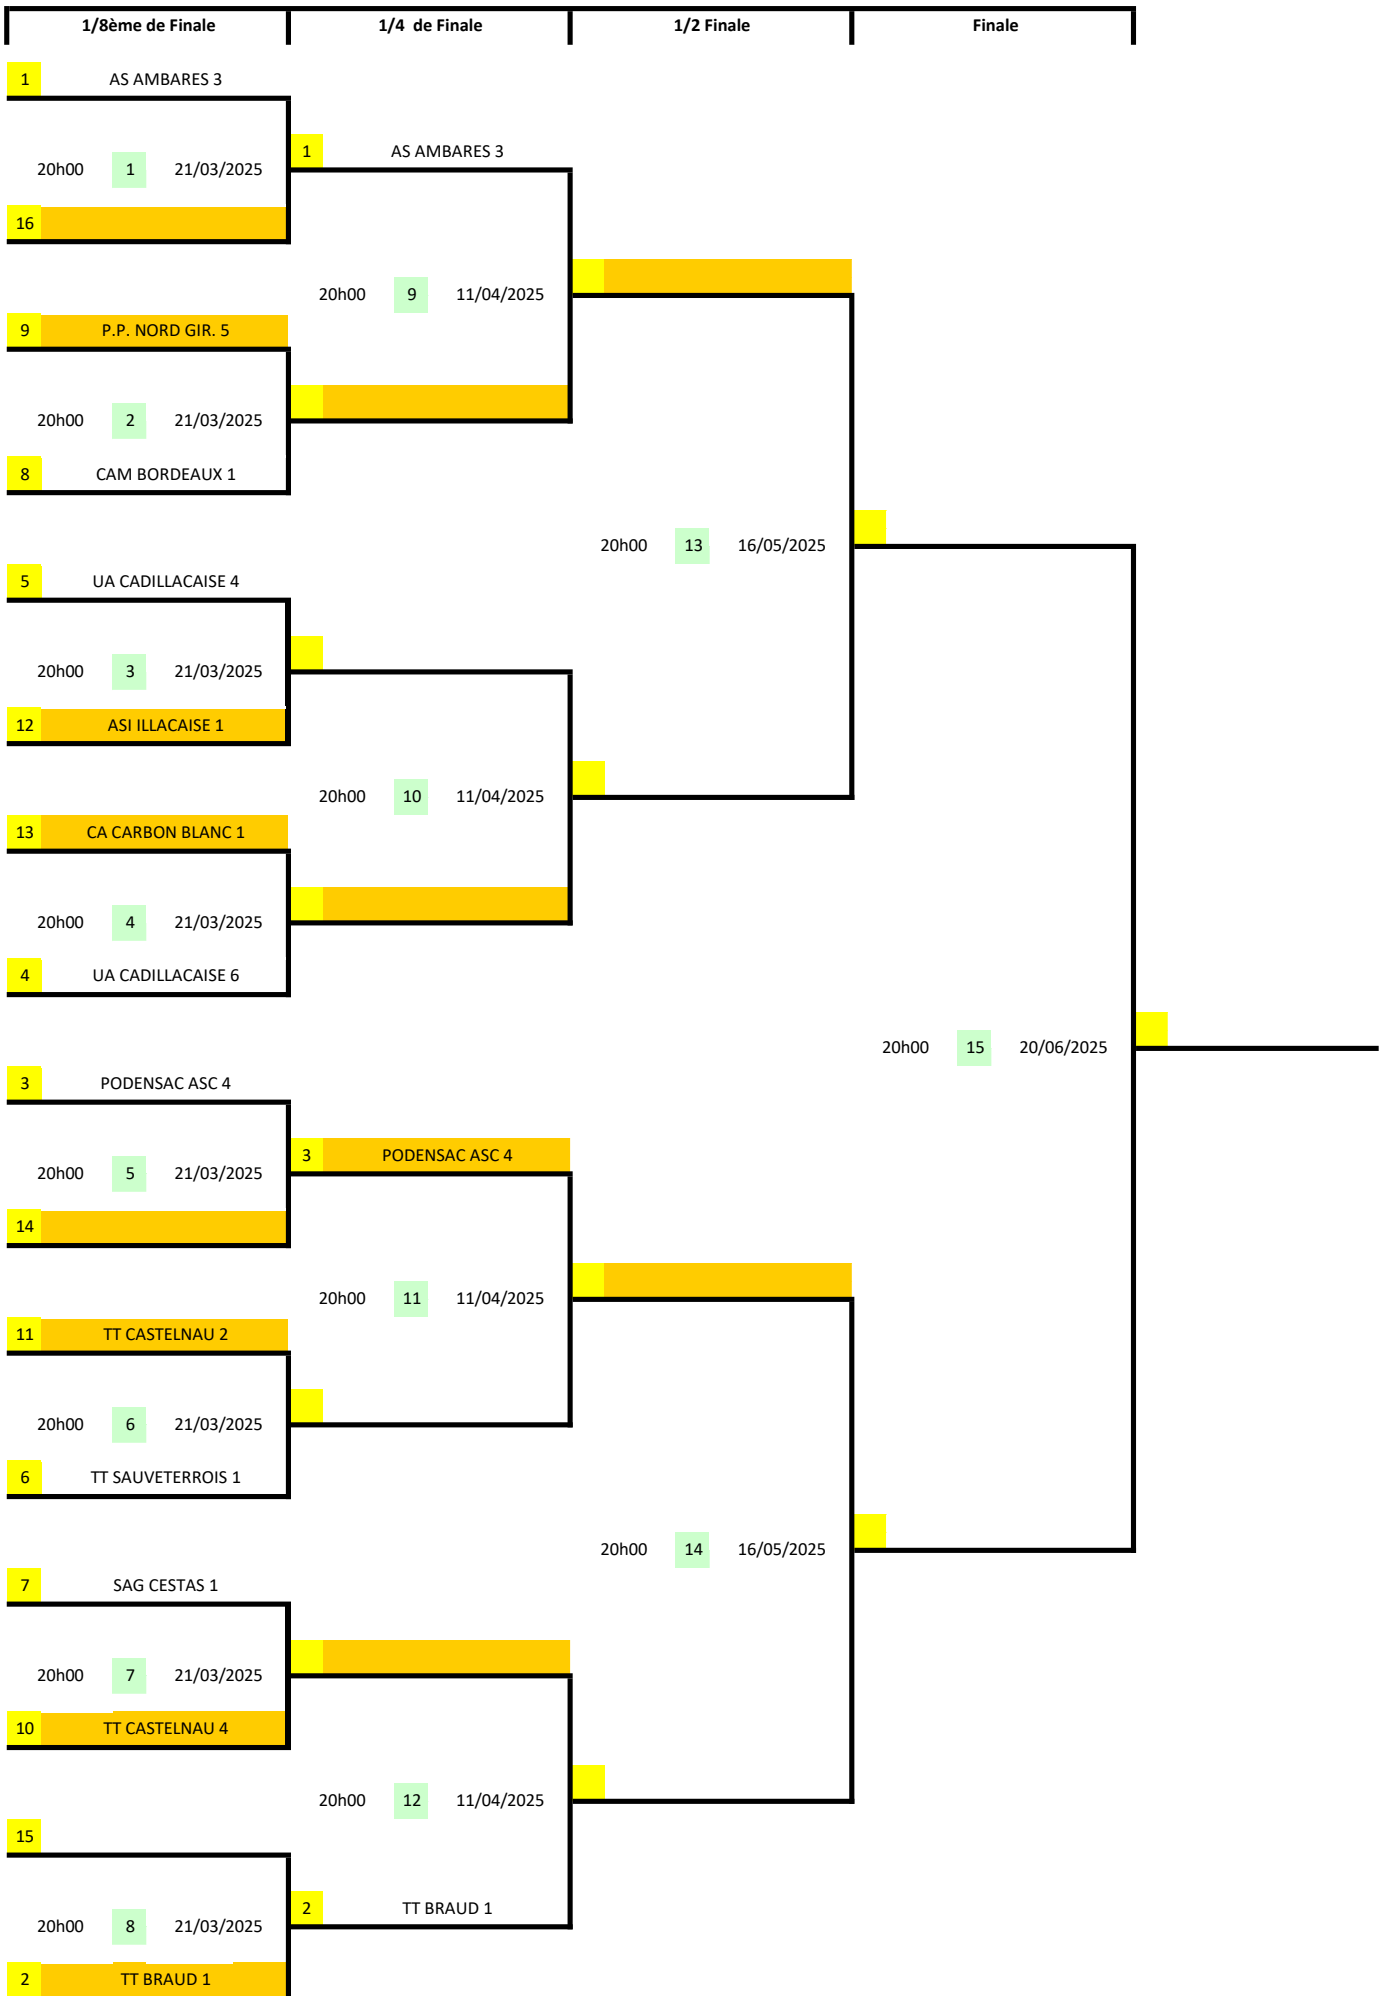 1/8ème de Finale 1/4 de Finale 1/2 Finale Finale
1 AS AMBARES 3
1 AS AMBARES 3
20h00 1 21/03/2025
16
20h00 9 11/04/2025
9 P.P. NORD GIR. 5
20h00 2 21/03/2025
8 CAM BORDEAUX 1
20h00 13 16/05/2025
5 UA CADILLACAISE 4
20h00 3 21/03/2025
12 ASI ILLACAISE 1
20h00 10 11/04/2025
13 CA CARBON BLANC 1
20h00 4 21/03/2025
4 UA CADILLACAISE 6
20h00 15 20/06/2025
3 PODENSAC ASC 4
3 PODENSAC ASC 4
20h00 5 21/03/2025
14
20h00 11 11/04/2025
11 TT CASTELNAU 2
20h00 6 21/03/2025
6 TT SAUVETERROIS 1
20h00 14 16/05/2025
7 SAG CESTAS 1
20h00 7 21/03/2025
10 TT CASTELNAU 4
20h00 12 11/04/2025
15
2 TT BRAUD 1
20h00 8 21/03/2025
2 TT BRAUD 1